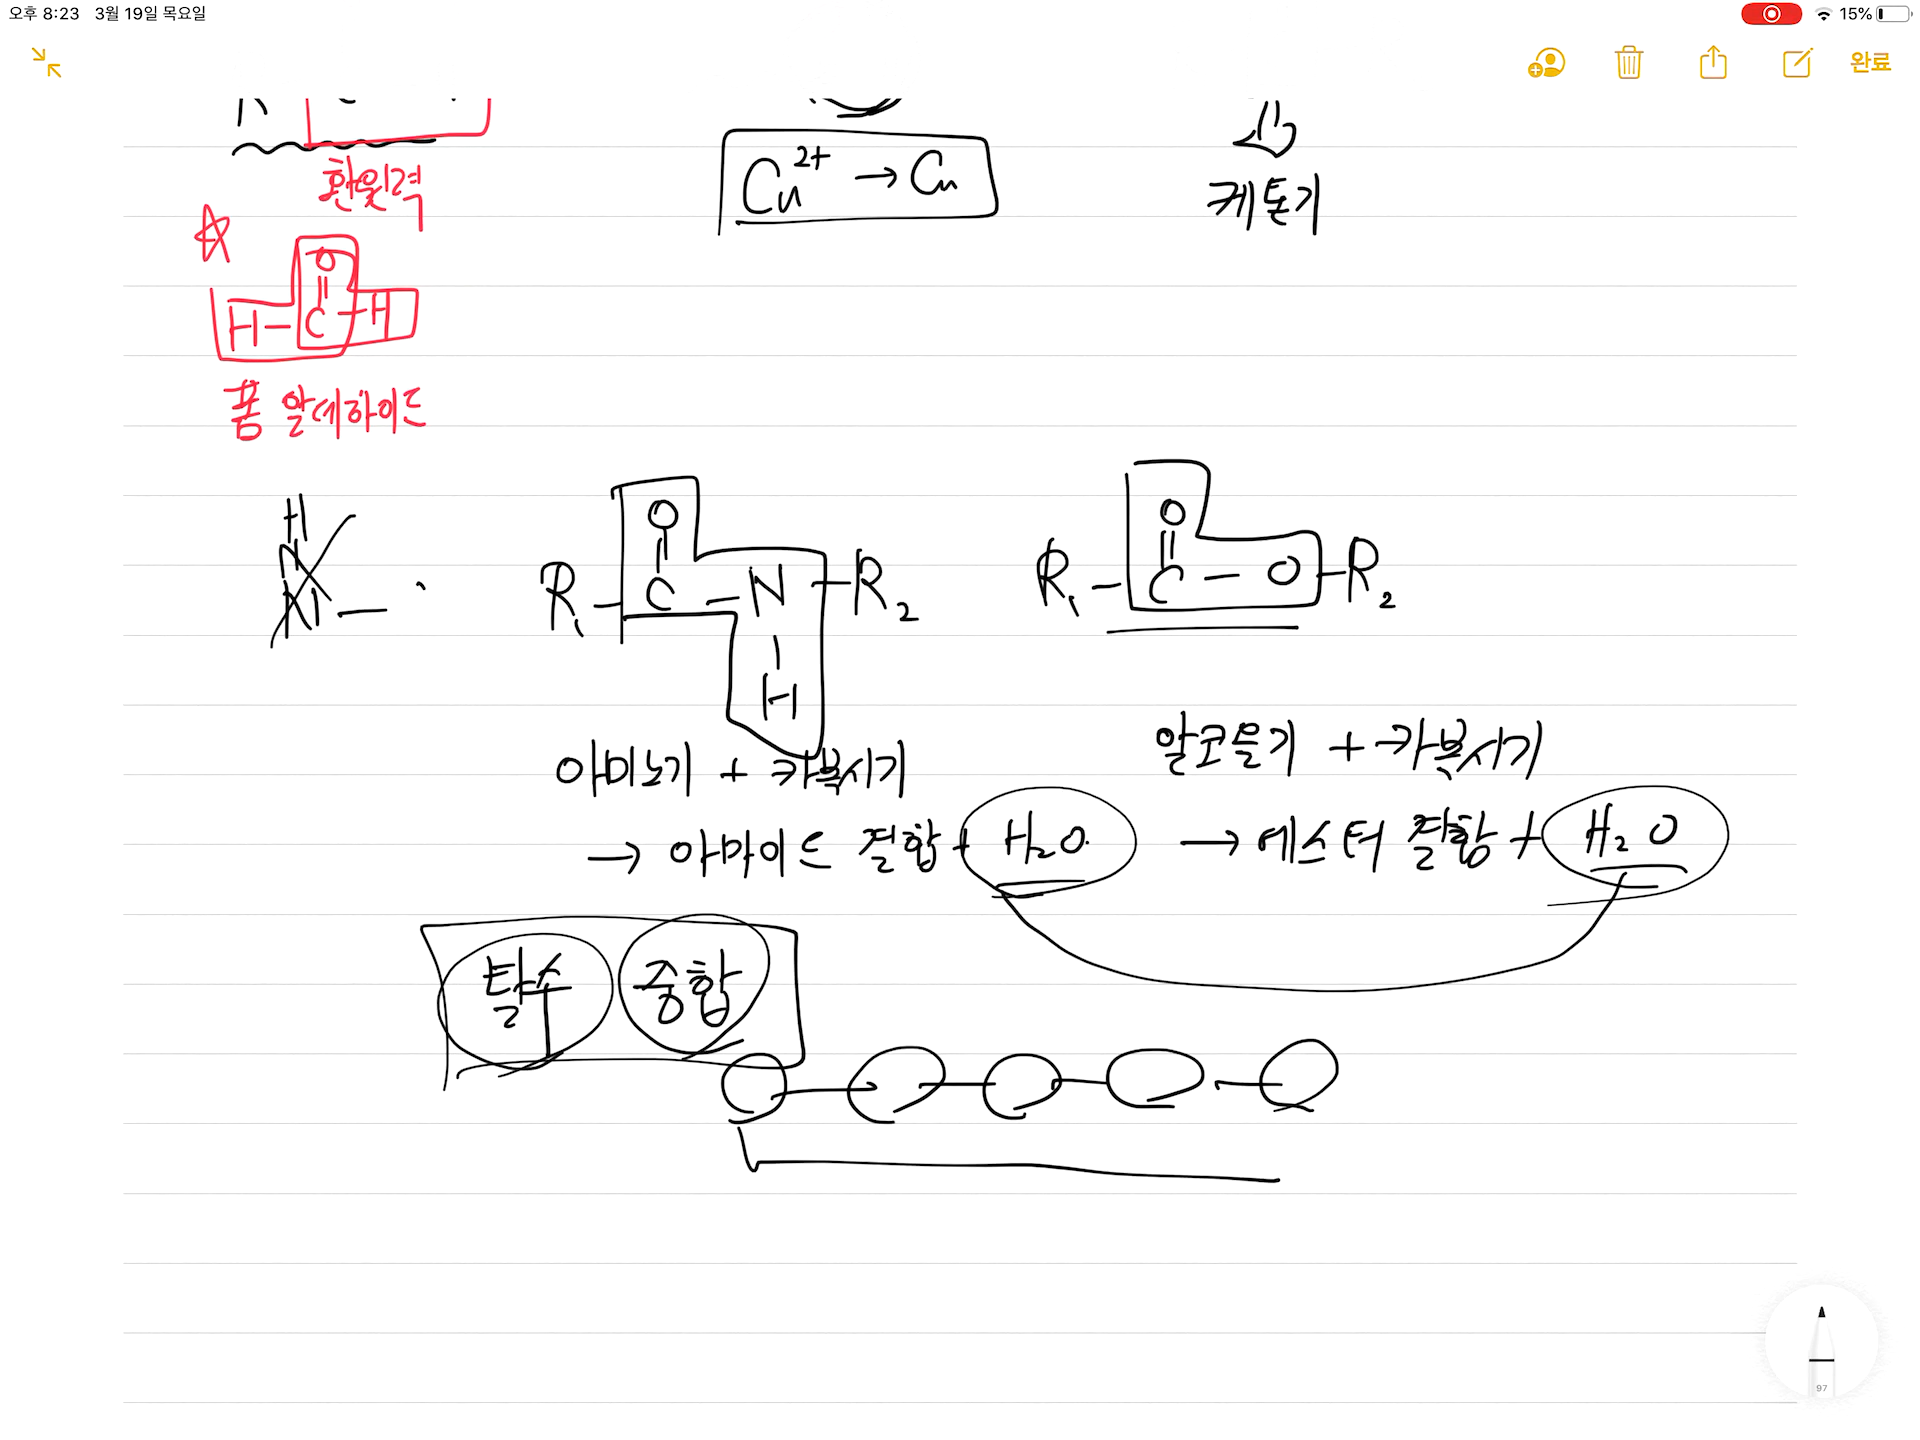 오후 8:23 3월 19일 목요일 15%
완료
환원력
Cu²⁺ → Cu
케톤기
O
H-C-H
폼 알데하이드
H
N
O O
R₁-C-N-R₂ R₁-C-O-R₂
H
아미노기 + 카복시기 알코올기 + 카복시기
→ 아마이드 결합 + H₂O → 에스터 결합 + H₂O
탈수 중합
97